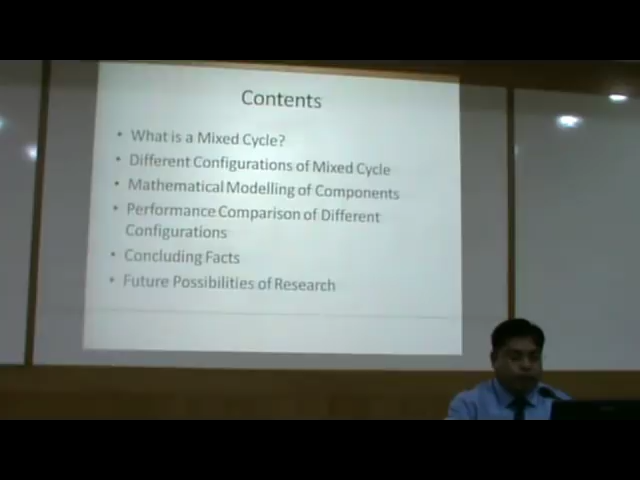 Contents
• What is a Mixed Cycle?
• Different Configurations of Mixed Cycle
• Mathematical Modelling of Components
• Performance Comparison of Different
Configurations
• Concluding Facts
• Future Possibilities of Research